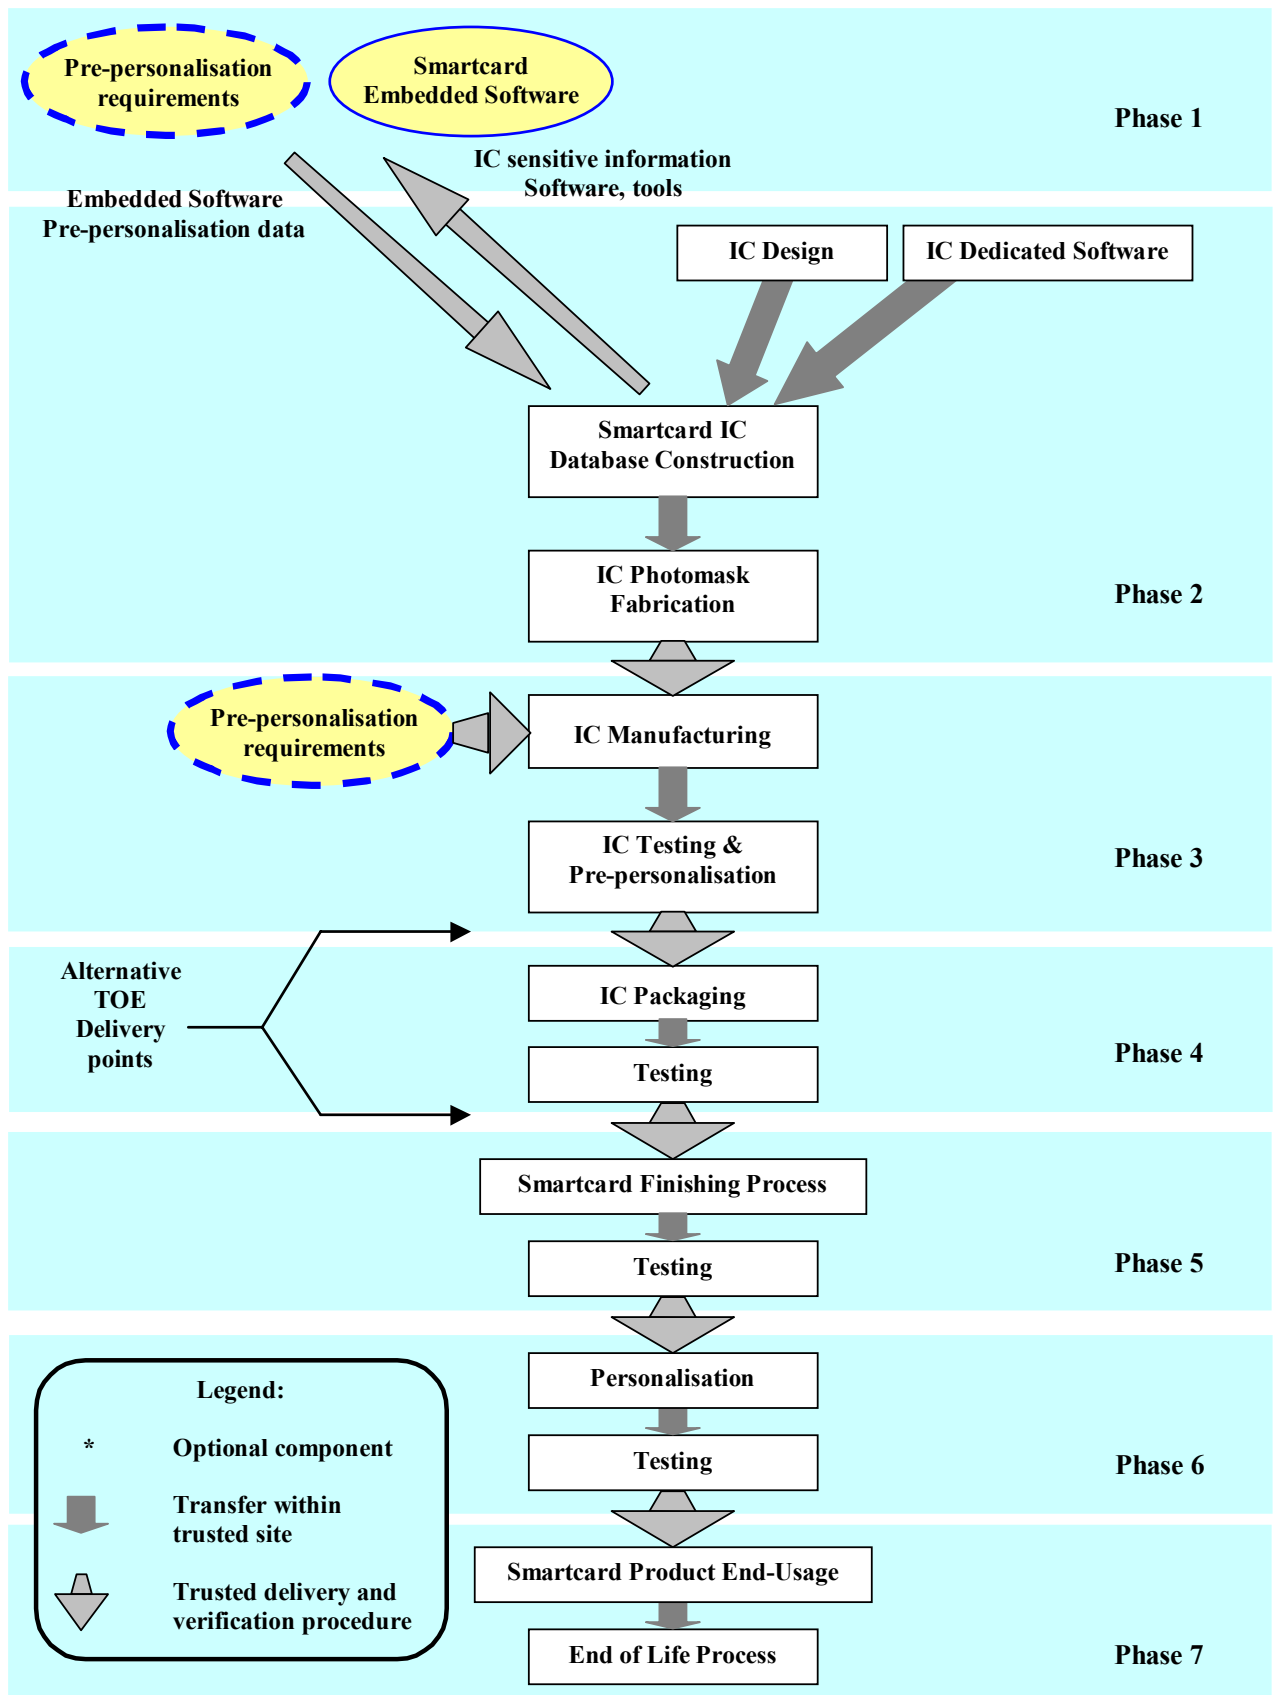 Pre-personalisation
requirements
Smartcard
Embedded Software
Phase 1
IC sensitive information
Software, tools
Embedded Software
Pre-personalisation data
IC Design
IC Dedicated Software
Smartcard IC
Database Construction
IC Photomask
Fabrication
Phase 2
Pre-personalisation
requirements
IC Manufacturing
IC Testing &
Pre-personalisation
Phase 3
Alternative
TOE
Delivery
points
IC Packaging
Testing
Phase 4
Smartcard Finishing Process
Testing
Phase 5
Personalisation
Testing
Phase 6
Legend:
* Optional component
Transfer within
trusted site
Trusted delivery and
verification procedure
Smartcard Product End-Usage
End of Life Process
Phase 7